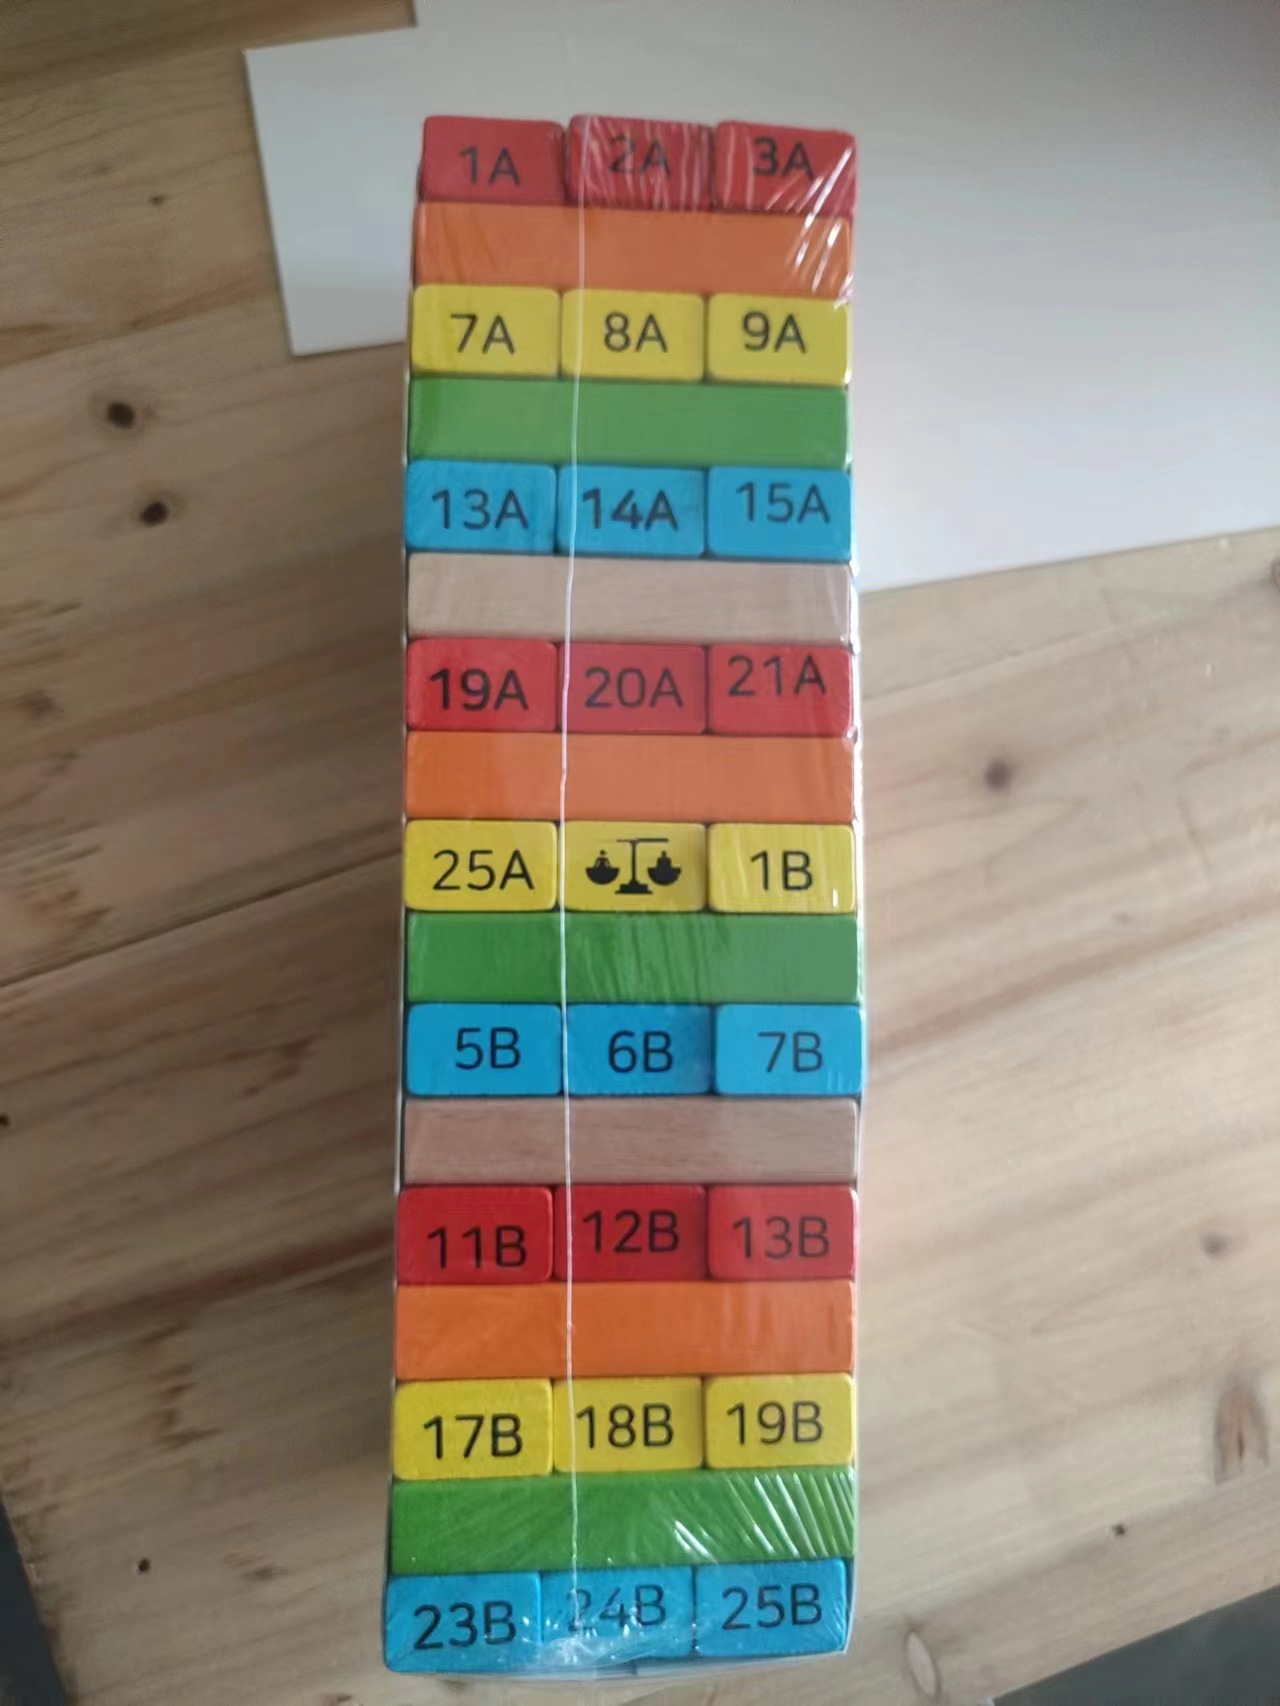 1A 2A 3A
7A 8A 9A
13A 14A 15A
19A 20A 21A
25A 1B
5B 6B 7B
11B 12B 13B
17B 18B 19B
23B 24B 25B